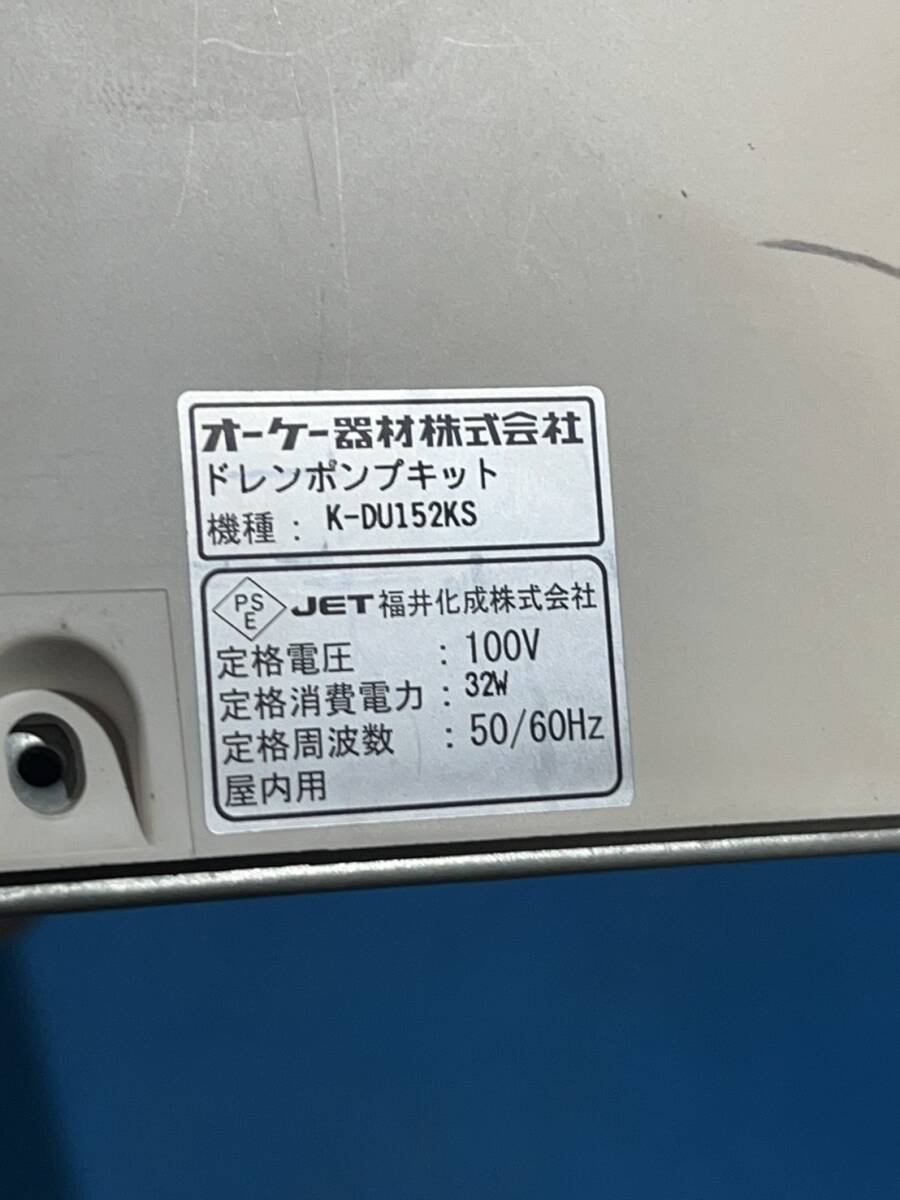 オーケー器材株式会社
ドレンポンプキット
機種: K-DU152KS
PSE JET 福井化成株式会社
定格電圧 : 100V
定格消費電力 : 32W
定格周波数 : 50/60Hz
屋内用